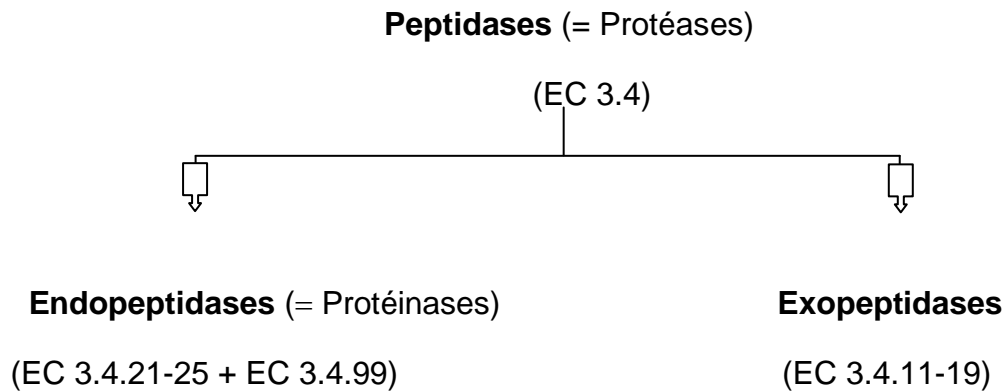 Peptidases (= Protéases)
(EC 3.4)
Endopeptidases (= Protéinases)
Exopeptidases
(EC 3.4.21-25 + EC 3.4.99)
(EC 3.4.11-19)